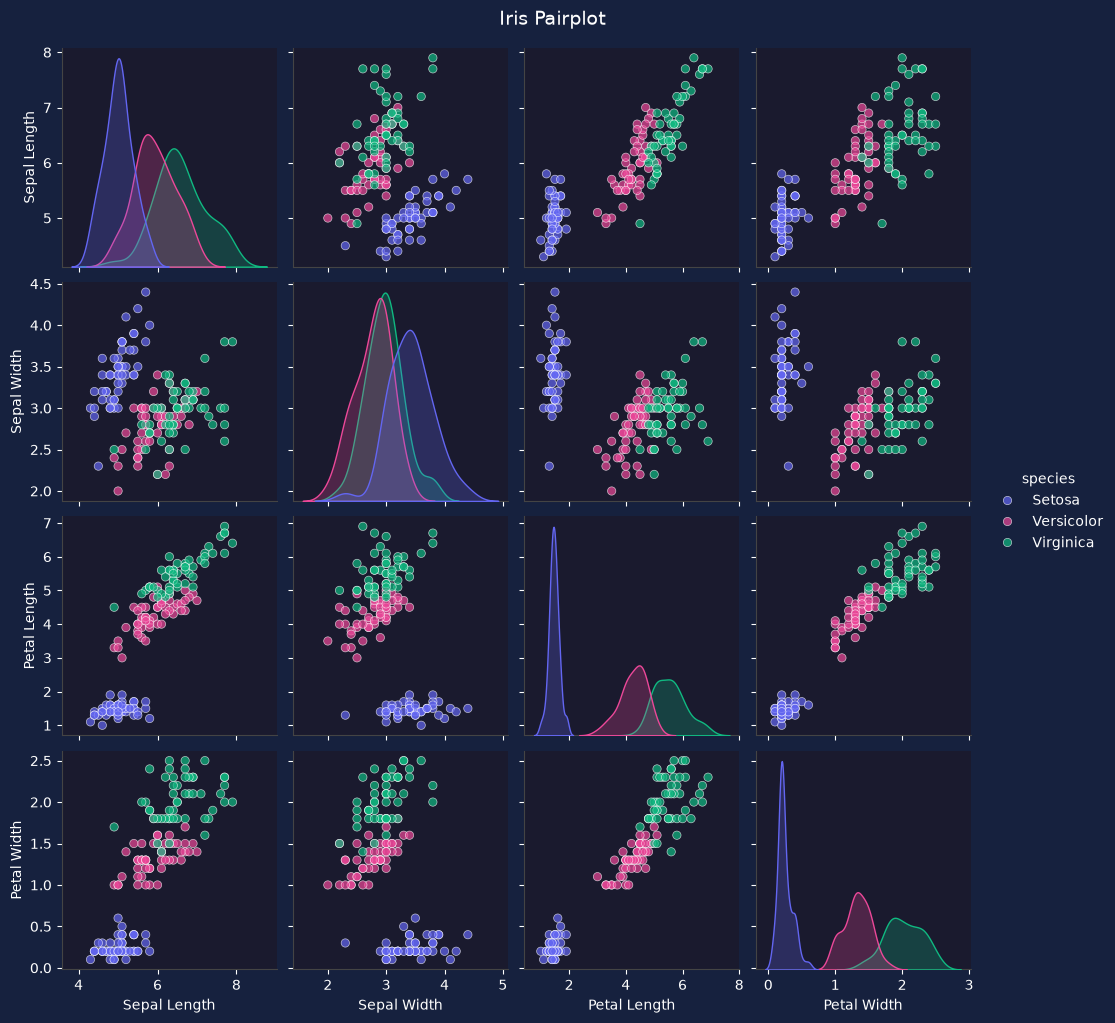 Iris Pairplot
8
7
6
5
Sepal Length
4.5
4.0
3.5
3.0
2.5
2.0
Sepal Width
7
6
5
4
3
2
1
Petal Length
2.5
2.0
1.5
1.0
0.5
0.0
Petal Width
4 6 8
Sepal Length
2 3 4 5
Sepal Width
2 4 6 8
Petal Length
0 1 2 3
Petal Width
species
Setosa
Versicolor
Virginica